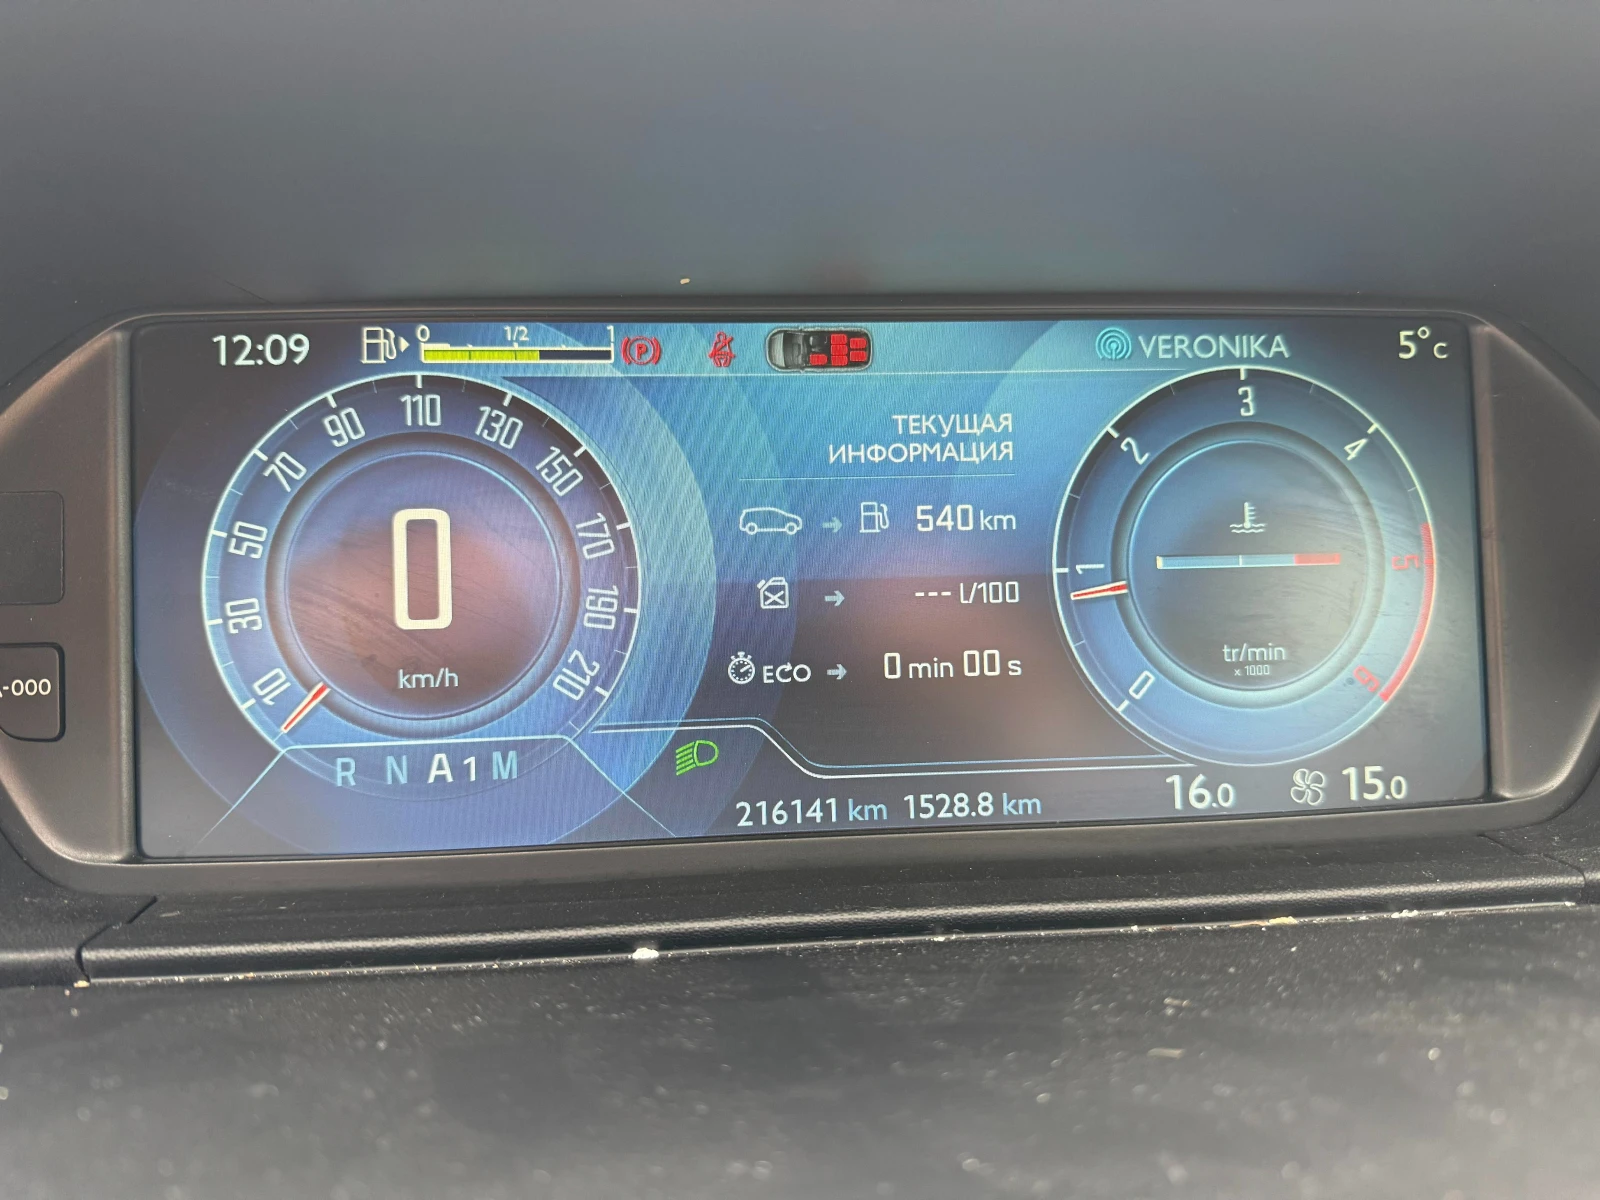 12:09 0 1/2 1 VERONIKA 5°C
ТЕКУЩАЯ
ИНФОРМАЦИЯ
540 km
--- l/100
ECO 0 min 00 s
10 30 50 70 90 110 130 150 170 190 210
0
km/h
0 1 2 3 4 5 6
tr/min
x 1000
R N A 1 M
216141 km 1528.8 km 16.0 15.0
-000